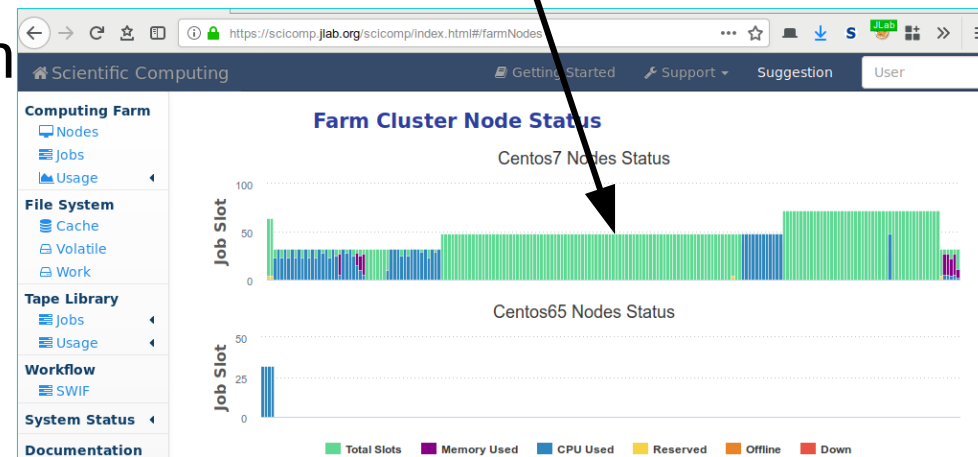 n
https://scicomp.jlab.org/scicomp/index.html#/farmNodes
JLab
Scientific Computing
Getting Started
Support
Suggestion
User
Computing Farm
Nodes
Jobs
Usage
File System
Cache
Volatile
Work
Tape Library
Jobs
Usage
Workflow
SWIF
System Status
Documentation
Farm Cluster Node Status
Centos7 Nodes Status
Job Slot
100
50
0
Centos65 Nodes Status
Job Slot
50
25
0
Total Slots Memory Used CPU Used Reserved Offline Down